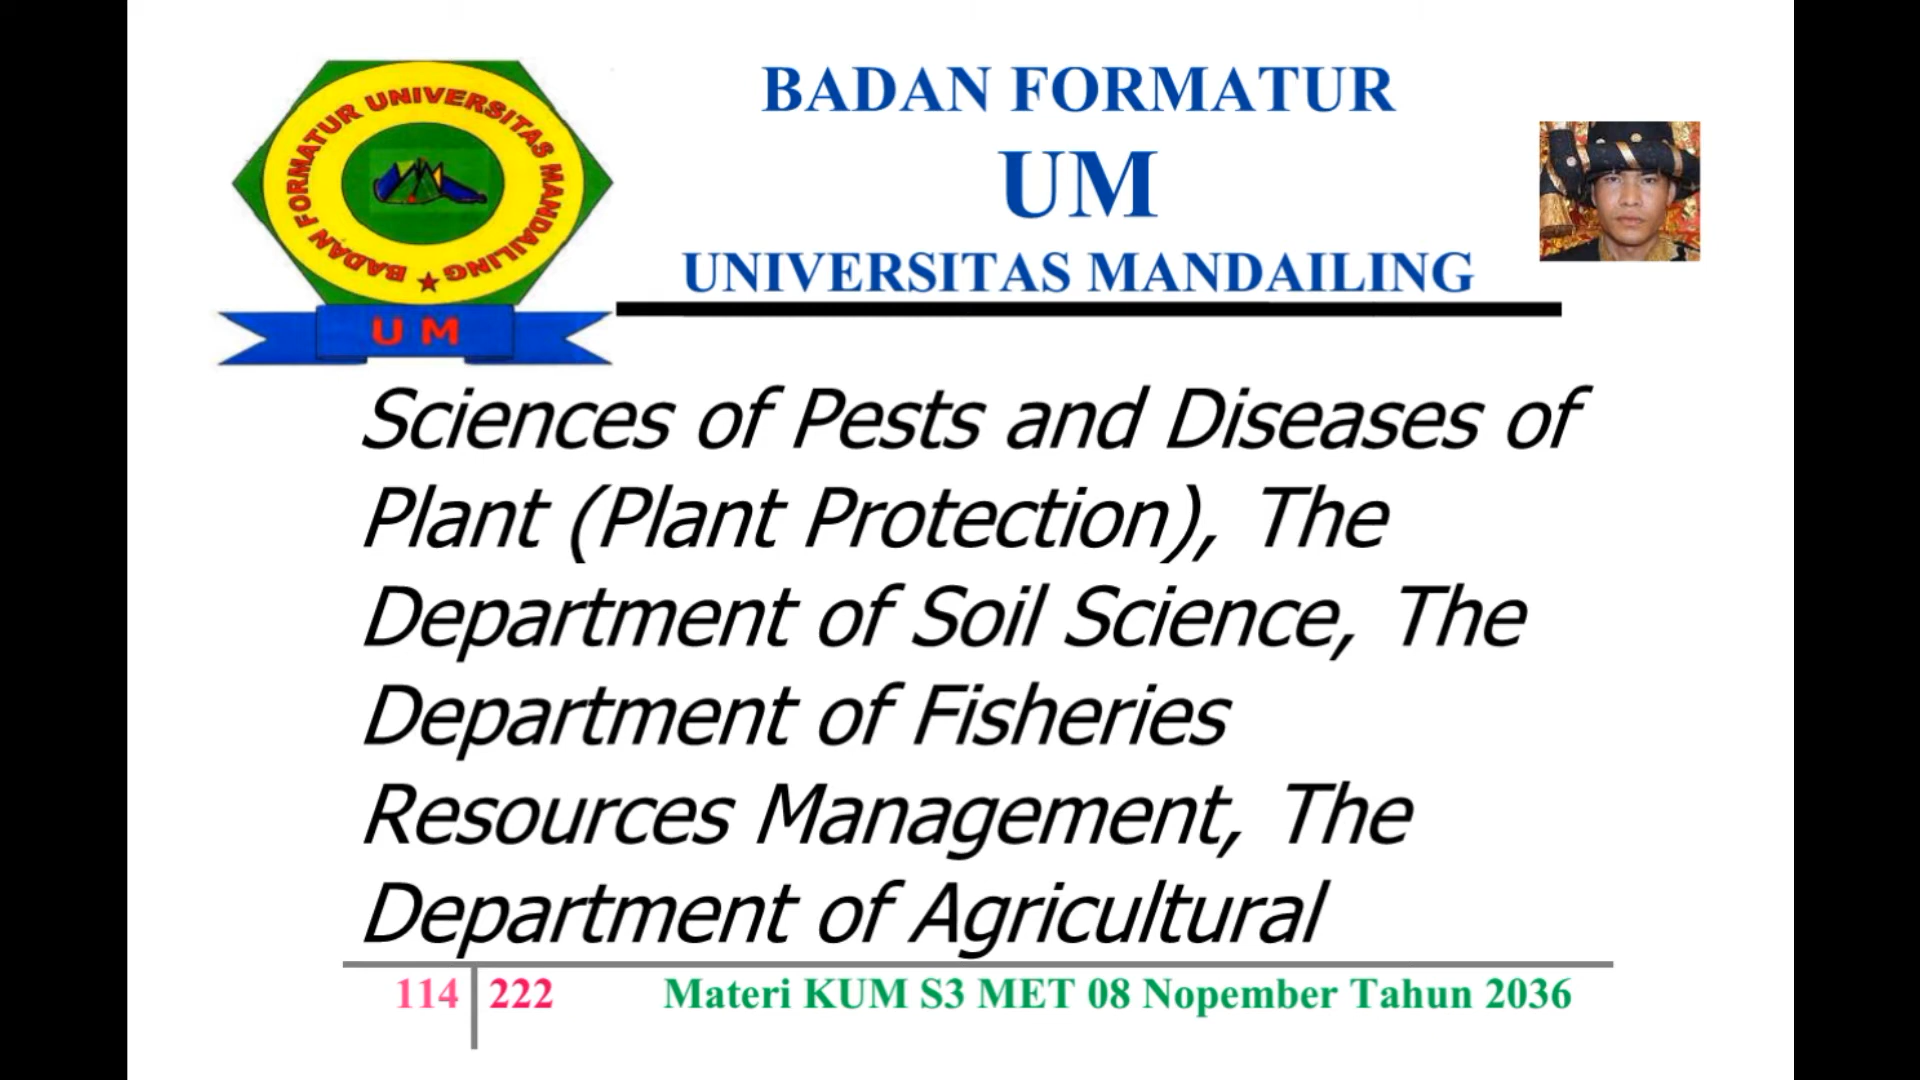 BADAN FORMATUR UNIVERSITAS MANDAILING
U M
BADAN FORMATUR
UM
UNIVERSITAS MANDAILING
Sciences of Pests and Diseases of
Plant (Plant Protection), The
Department of Soil Science, The
Department of Fisheries
Resources Management, The
Department of Agricultural
114 222 Materi KUM S3 MET 08 Nopember Tahun 2036